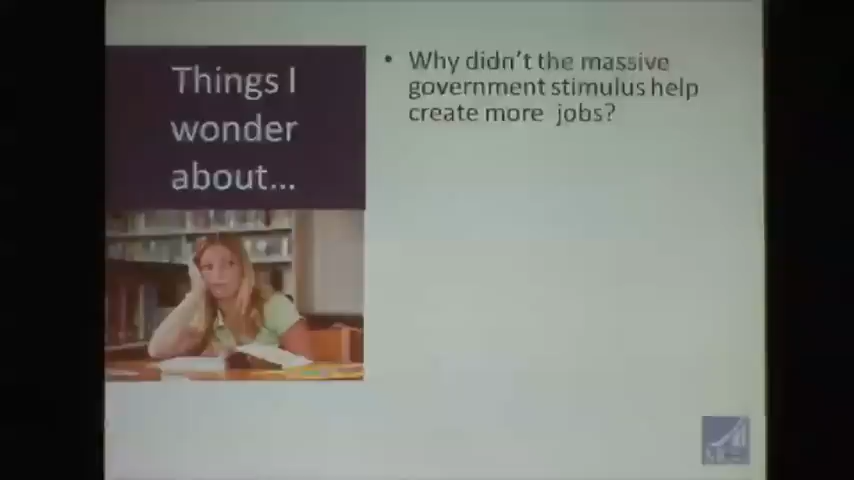 Things I
wonder
about...
• Why didn't the massive
government stimulus help
create more  jobs?